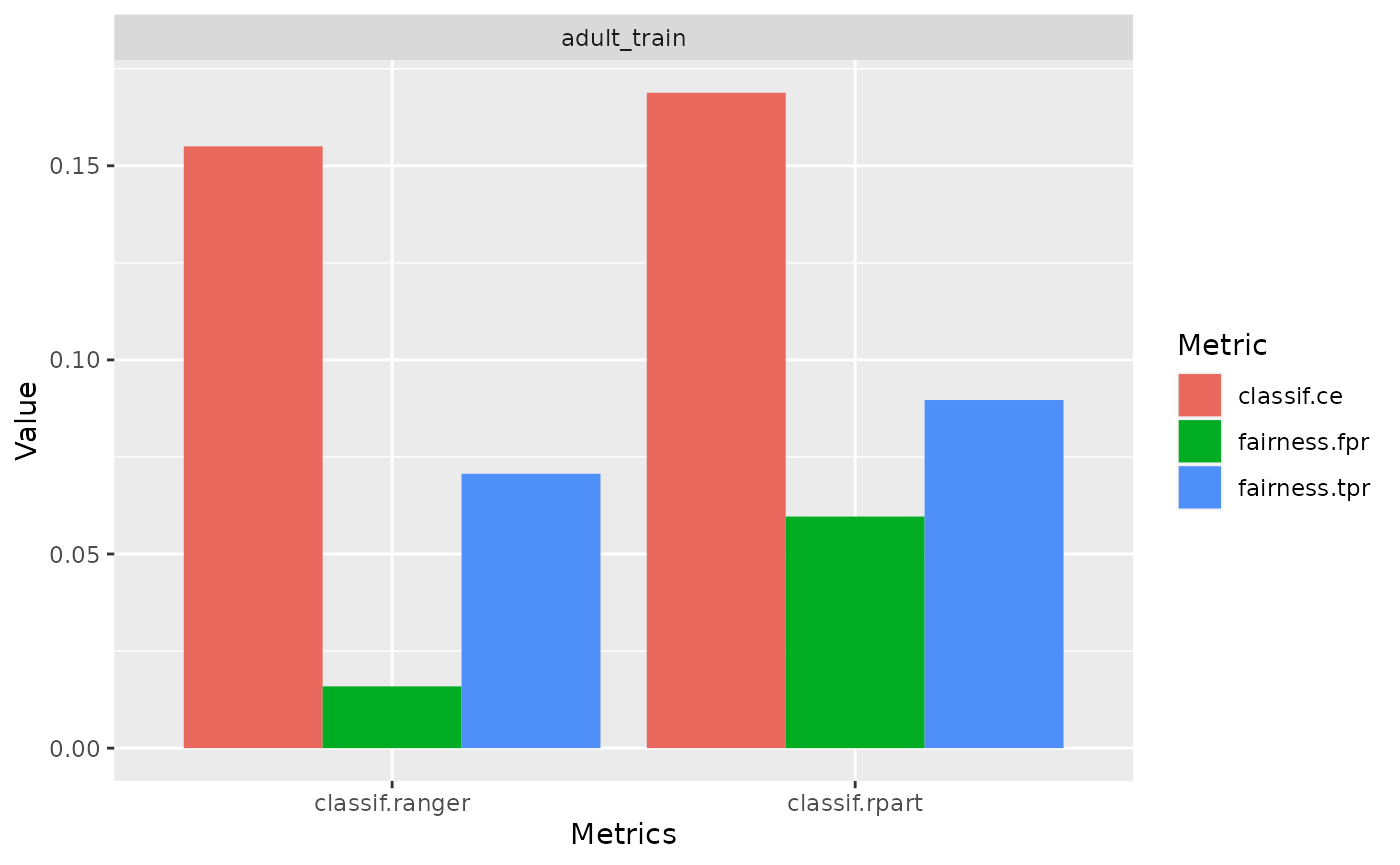 adult_train
0.15
0.10
0.05
0.00
Value
classif.ranger
classif.rpart
Metrics
Metric
classif.ce
fairness.fpr
fairness.tpr